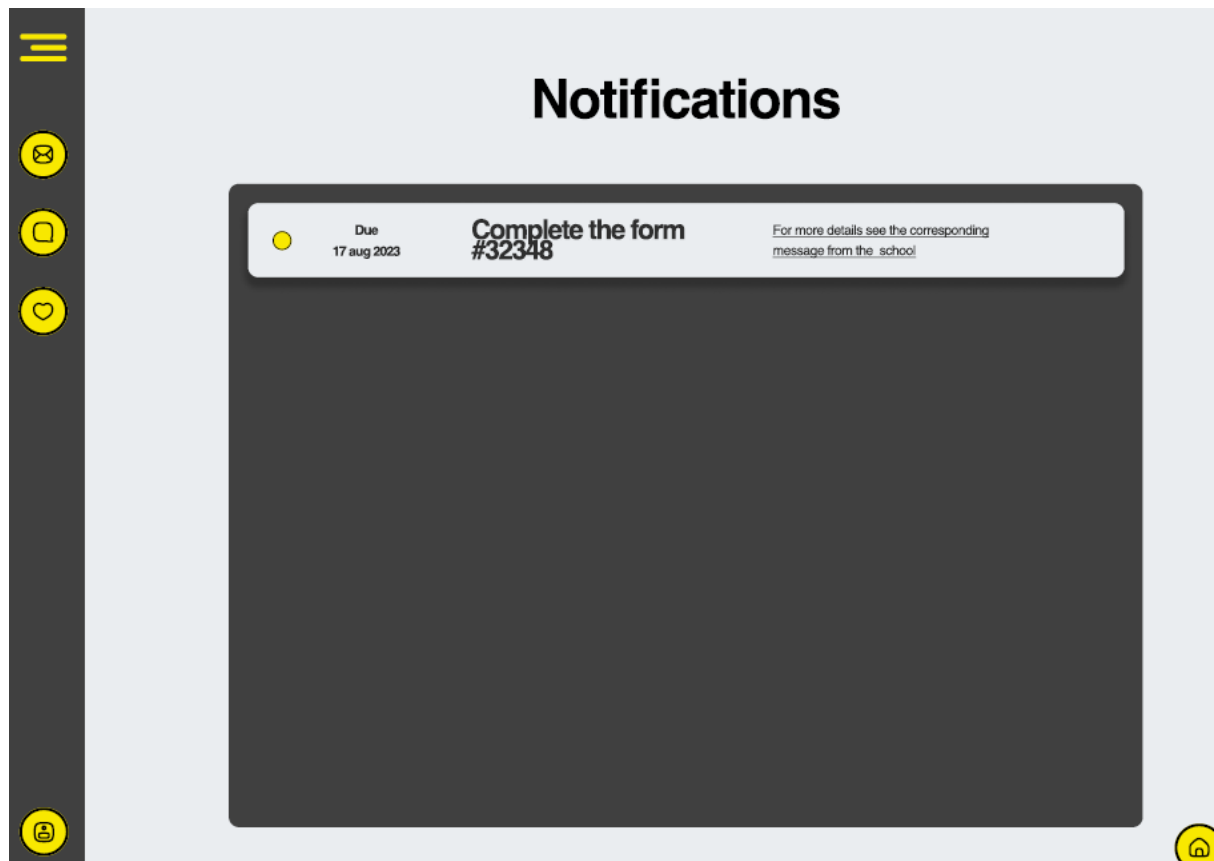 Notifications
Due
17 aug 2023
Complete the form
#32348
For more details see the corresponding
message from the school